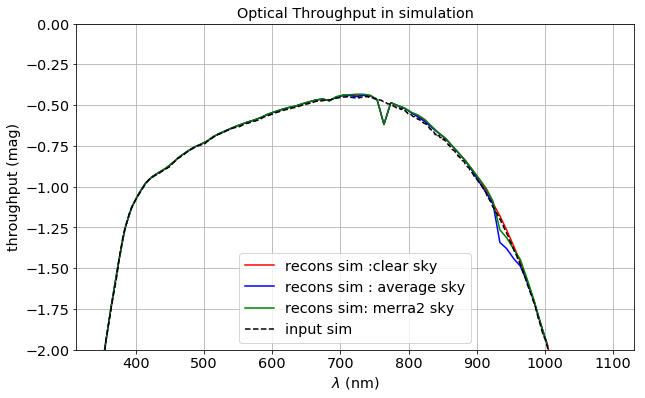 Optical Throughput in simulation
0.00
−0.25
−0.50
−0.75
−1.00
−1.25
−1.50
−1.75
−2.00
throughput (mag)
recons sim :clear sky
recons sim : average sky
recons sim: merra2 sky
input sim
400 500 600 700 800 900 1000 1100
λ (nm)